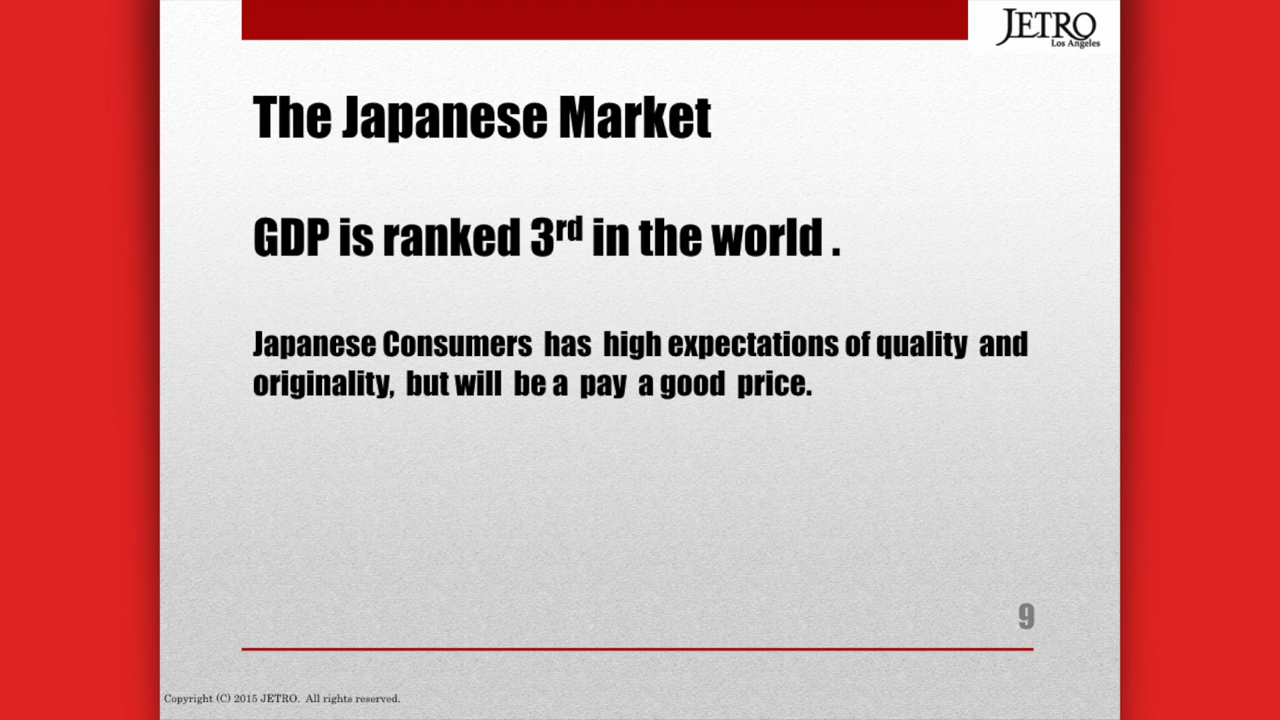 JETRO
Los Angeles
The Japanese Market
GDP is ranked 3rd in the world .
Japanese Consumers has high expectations of quality and
originality, but will be a pay a good price.
9
Copyright (C) 2015 JETRO. All rights reserved.